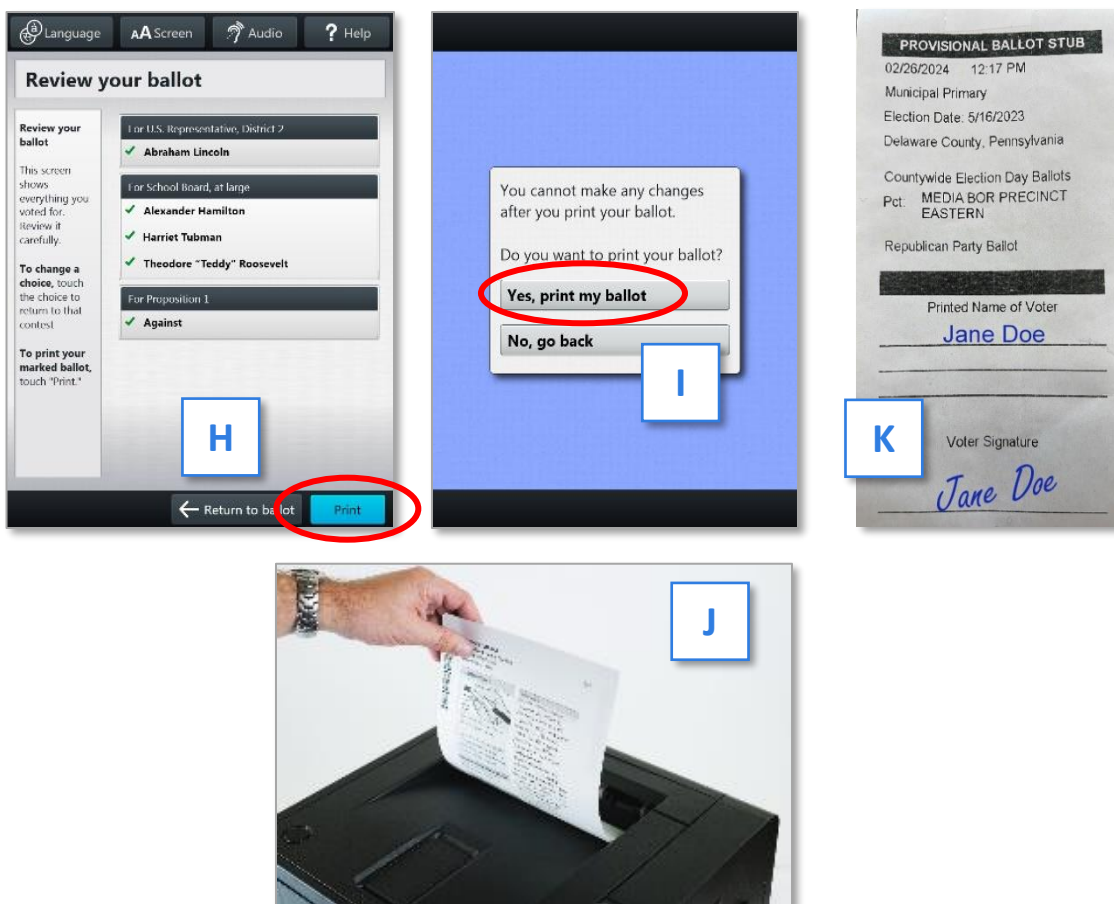 Language
AA Screen
Audio
? Help
Review your ballot
Review your
ballot
This screen
shows
everything you
voted for.
Review it
carefully.
To change a
choice, touch
the choice to
return to that
contest
To print your
marked ballot,
touch "Print."
For U.S. Representative, District 2
✓ Abraham Lincoln
For School Board, at large
✓ Alexander Hamilton
✓ Harriet Tubman
✓ Theodore "Teddy" Roosevelt
For Proposition 1
✓ Against
H
← Return to ballot
Print
You cannot make any changes
after you print your ballot.
Do you want to print your ballot?
Yes, print my ballot
No, go back
I
PROVISIONAL BALLOT STUB
02/26/2024 12:17 PM
Municipal Primary
Election Date: 5/16/2023
Delaware County, Pennsylvania
Countywide Election Day Ballots
Pct: MEDIA BOR PRECINCT
EASTERN
Republican Party Ballot
Printed Name of Voter
Jane Doe
K
Voter Signature
Jane Doe
J